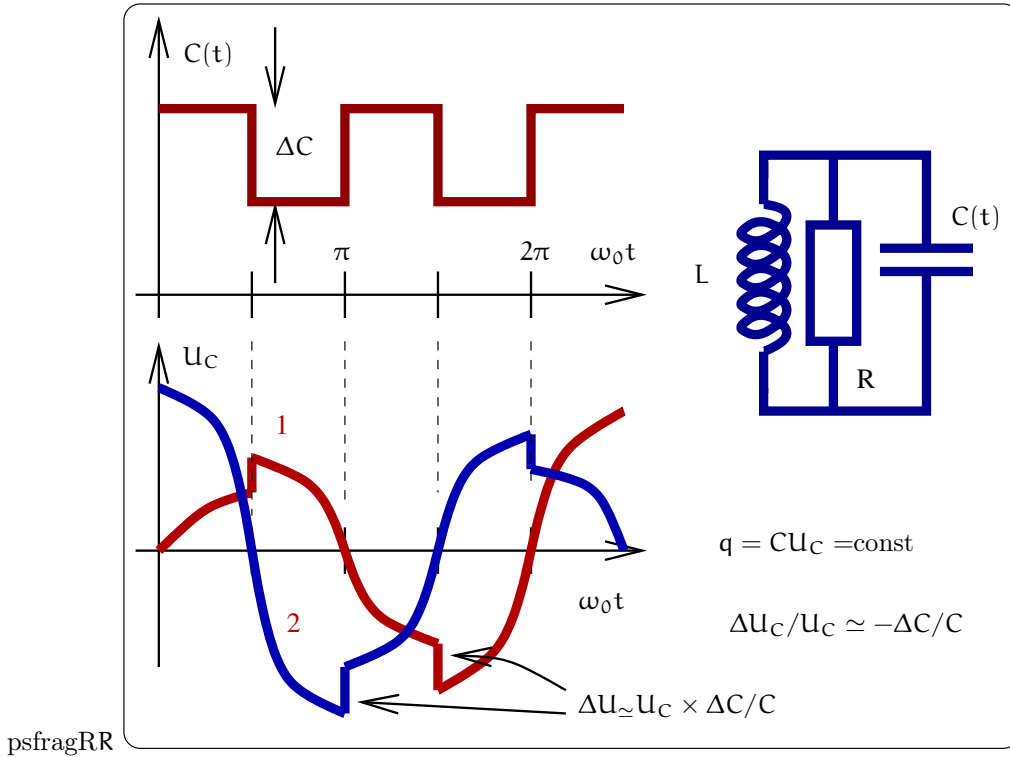 C(t)
ΔC
π
2π
ω₀t
U_C
1
2
ω₀t
ΔU≃U_C × ΔC/C
L
R
C(t)
q = CU_C =const
ΔU_C/U_C ≃ −ΔC/C
psfragRR